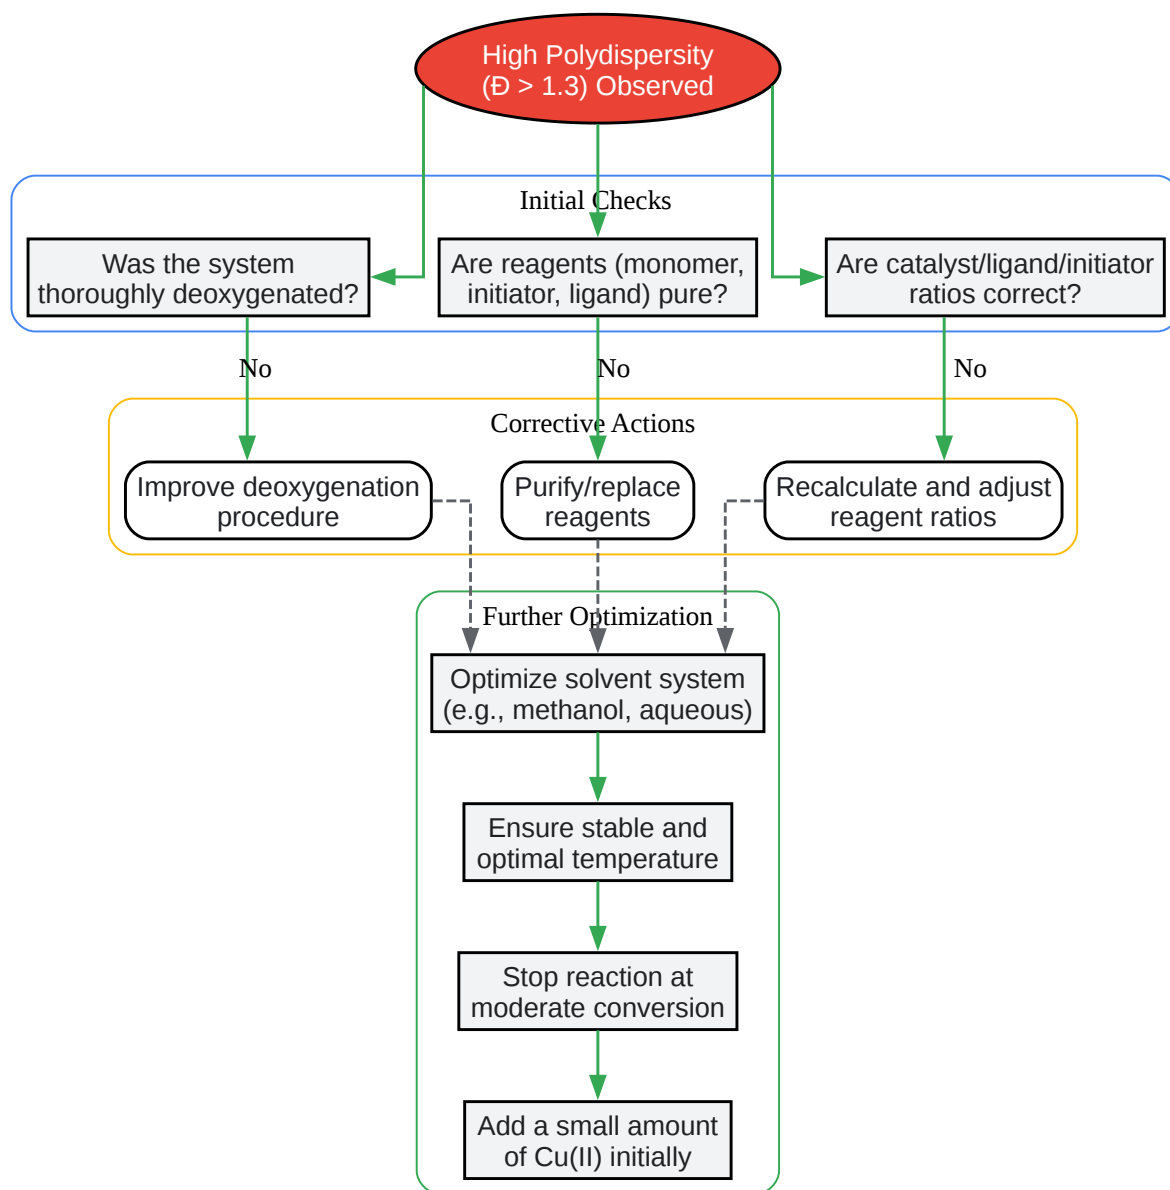 High Polydispersity
(Đ > 1.3) Observed
Initial Checks
Was the system
thoroughly deoxygenated?
Are reagents (monomer,
initiator, ligand) pure?
Are catalyst/ligand/initiator
ratios correct?
No
No
No
Corrective Actions
Improve deoxygenation
procedure
Purify/replace
reagents
Recalculate and adjust
reagent ratios
Further Optimization
Optimize solvent system
(e.g., methanol, aqueous)
Ensure stable and
optimal temperature
Stop reaction at
moderate conversion
Add a small amount
of Cu(II) initially